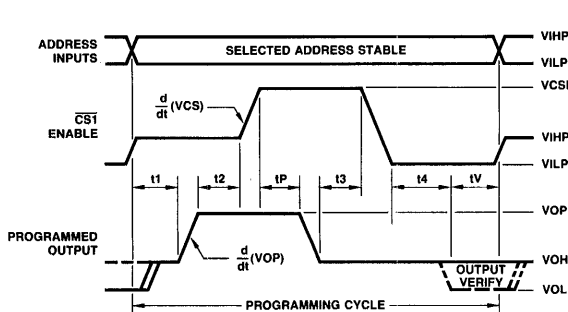 ADDRESS INPUTS
SELECTED ADDRESS STABLE
VIHP
VILP
d/dt (VCS)
VCS
CS1 ENABLE
VIHP
VILP
t1
t2
tP
t3
t4
tV
VOP
PROGRAMMED OUTPUT
d/dt (VOP)
VOH
OUTPUT VERIFY
VOL
PROGRAMMING CYCLE